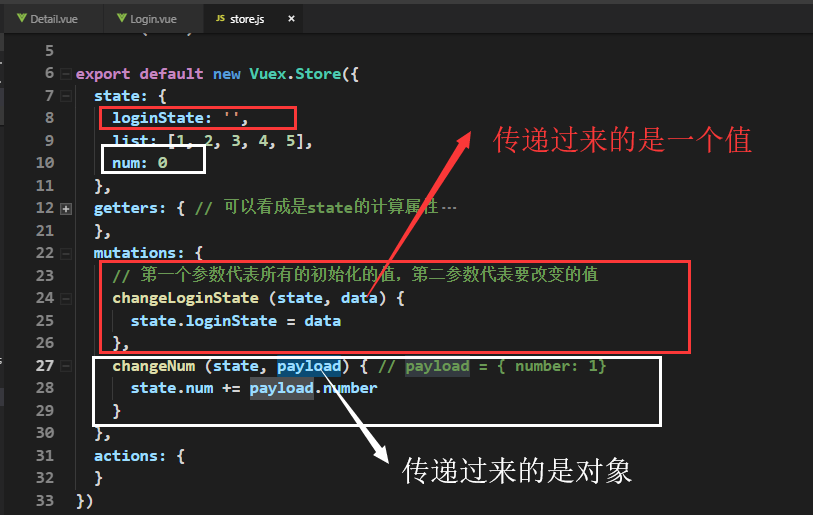 Detail.vue Login.vue JS store.js ×
5
6 export default new Vuex.Store({
7 state: {
8 loginState: '',
9 list: [1, 2, 3, 4, 5],
10 num: 0
11 },
12 getters: { // 可以看成是state的计算属性…
21 },
22 mutations: {
23 // 第一个参数代表所有的初始化的值，第二参数代表要改变的值
24 changeLoginState (state, data) {
25 state.loginState = data
26 },
27 changeNum (state, payload) { // payload = { number: 1}
28 state.num += payload.number
29 }
30 },
31 actions: {
32 }
33 })
传递过来的是一个值
传递过来的是对象